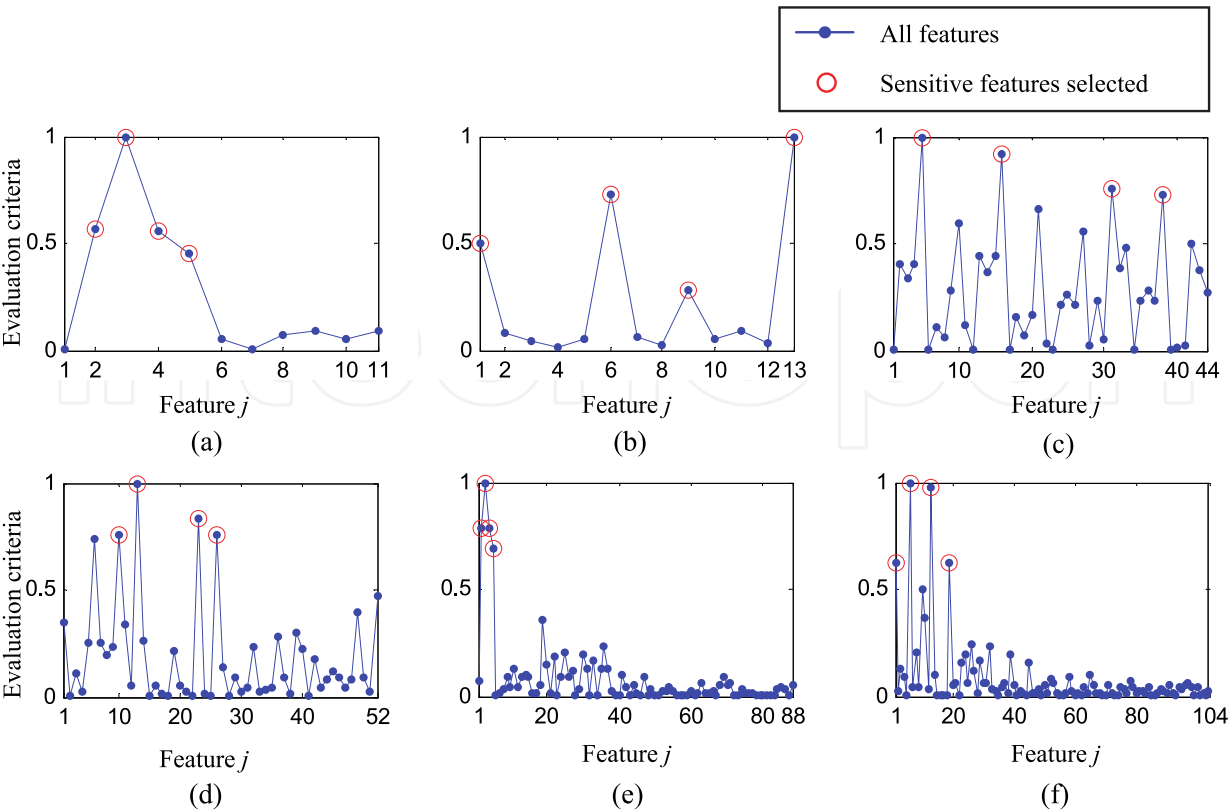 All features
Sensitive features selected
Evaluation criteria
1
0.5
0
1 2 4 6 8 10 11
Feature j
(a)
1
0.5
0
1 2 4 6 8 10 12 13
Feature j
(b)
1
0.5
0
1 10 20 30 40 44
Feature j
(c)
Evaluation criteria
1
0.5
0
1 10 20 30 40 52
Feature j
(d)
1
0.5
0
1 20 40 60 80 88
Feature j
(e)
1
0.5
0
1 20 40 60 80 104
Feature j
(f)